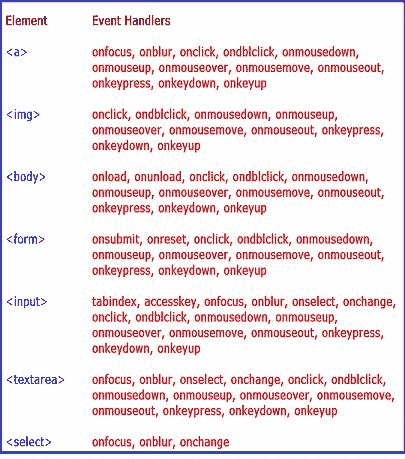 Element Event Handlers
<a> onfocus, onblur, onclick, ondblclick, onmousedown,
onmouseup, onmouseover, onmousemove, onmouseout,
onkeypress, onkeydown, onkeyup
<img> onclick, ondblclick, onmousedown, onmouseup,
onmouseover, onmousemove, onmouseout, onkeypress,
onkeydown, onkeyup
<body> onload, onunload, onclick, ondblclick, onmousedown,
onmouseup, onmouseover, onmousemove, onmouseout,
onkeypress, onkeydown, onkeyup
<form> onsubmit, onreset, onclick, ondblclick, onmousedown,
onmouseup, onmouseover, onmousemove, onmouseout,
onkeypress, onkeydown, onkeyup
<input> tabindex, accesskey, onfocus, onblur, onselect, onchange,
onclick, ondblclick, onmousedown, onmouseup,
onmouseover, onmousemove, onmouseout, onkeypress,
onkeydown, onkeyup
<textarea> onfocus, onblur, onselect, onchange, onclick, ondblclick,
onmousedown, onmouseup, onmouseover, onmousemove,
onmouseout, onkeypress, onkeydown, onkeyup
<select> onfocus, onblur, onchange